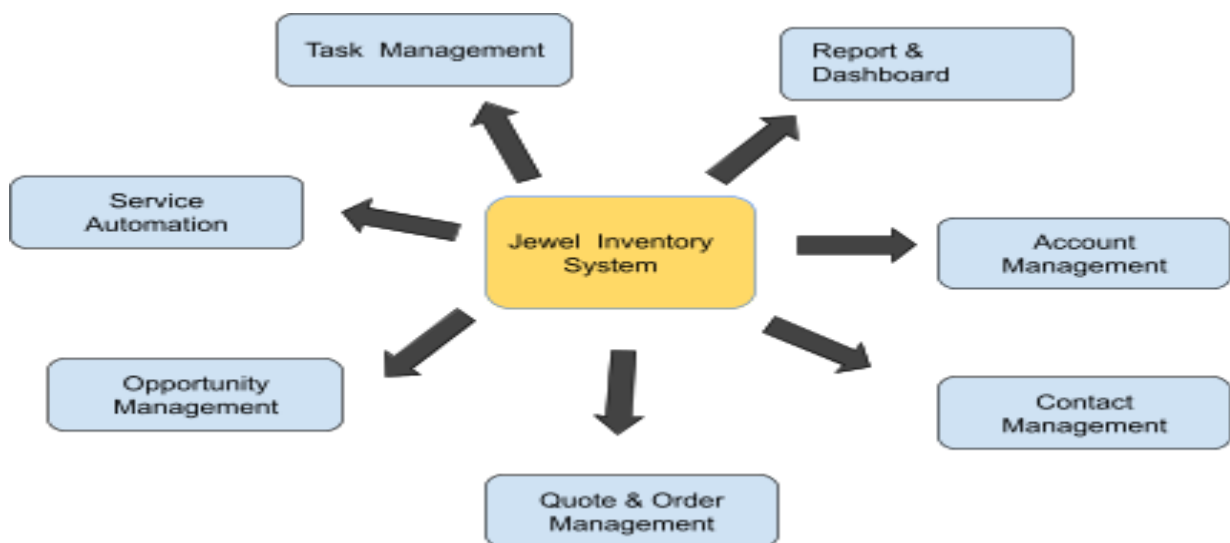 Task Management
Report &
Dashboard
Service
Automation
Jewel Inventory
System
Account
Management
Opportunity
Management
Contact
Management
Quote & Order
Management